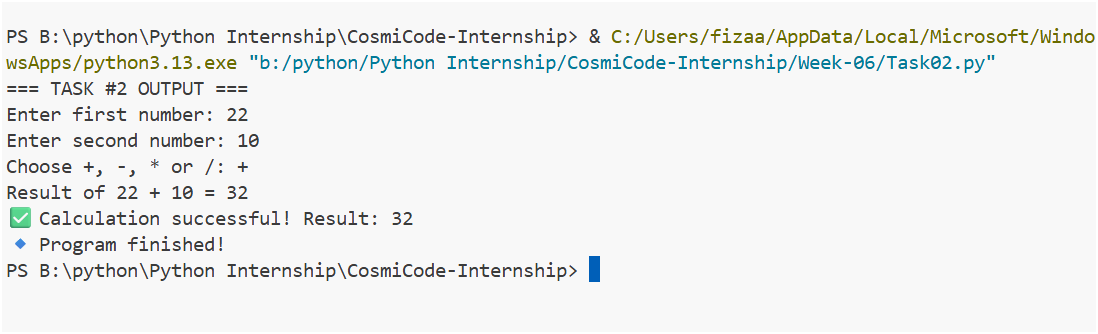 PS B:\python\Python Internship\CosmiCode-Internship> & C:/Users/fizaa/AppData/Local/Microsoft/Windo
wsApps/python3.13.exe "b:/python/Python Internship/CosmiCode-Internship/Week-06/Task02.py"
=== TASK #2 OUTPUT ===
Enter first number: 22
Enter second number: 10
Choose +, -, * or /: +
Result of 22 + 10 = 32
✅ Calculation successful! Result: 32
🔹 Program finished!
PS B:\python\Python Internship\CosmiCode-Internship>